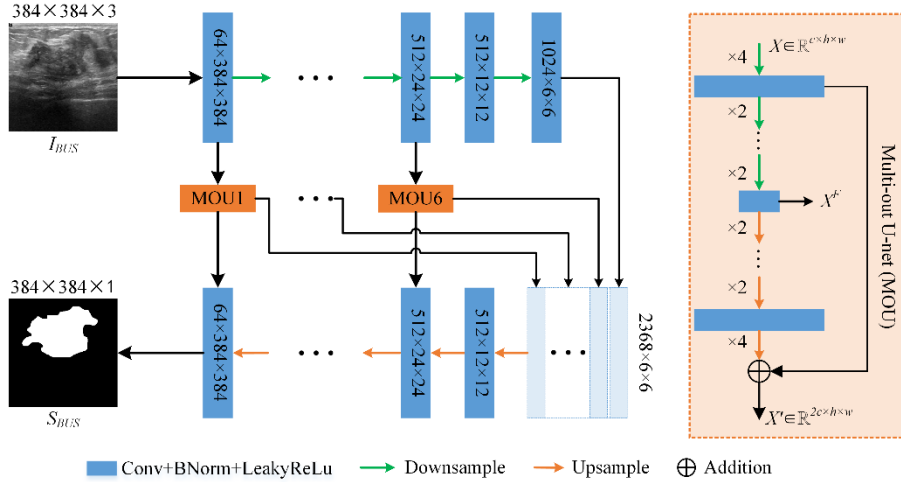 384×384×3
I_BUS
64×384×384
512×24×24
512×12×12
1024×6×6
MOU1
MOU6
384×384×1
S_BUS
64×384×384
512×24×24
512×12×12
2368×6×6
X∈ℝ^{c×h×w}
×4
×2
×2
X^F
×2
×2
×4
X'∈ℝ^{2c×h×w}
Multi-out U-net (MOU)
Conv+BNorm+LeakyReLu
Downsample
Upsample
Addition